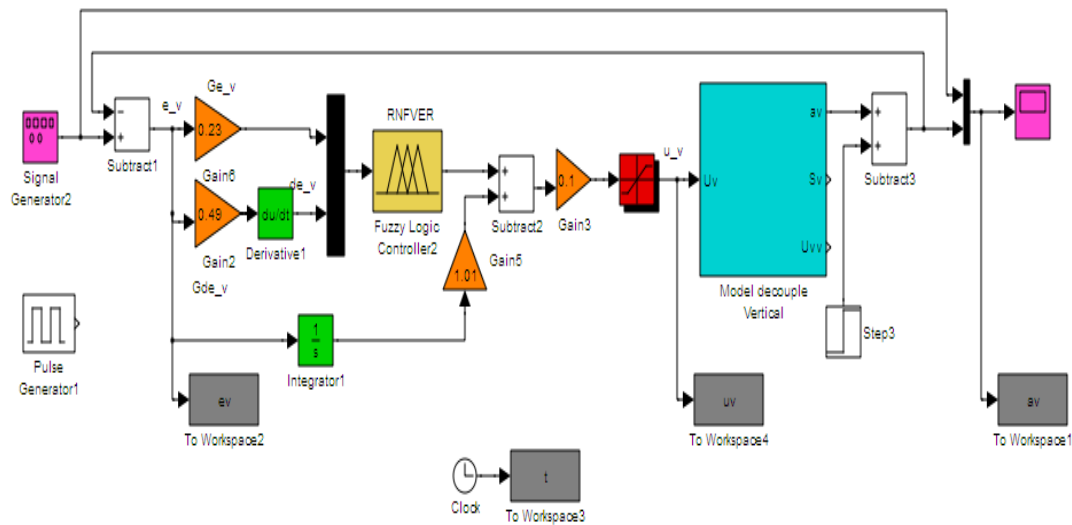 Ge_v
e_v
0.23
RNFVER
Signal
Generator2
−
+
Subtract1
Gain6
de_v
0.49
du/dt
Gain2
Derivative1
Gde_v
Fuzzy Logic
Controller2
+
+
Subtract2
0.1
Gain3
u_v
Uv
av
Sv
Uvv
Model decouple
Vertical
+
+
Subtract3
Gain5
1.01
Step3
Pulse
Generator1
1
s
Integrator1
ev
To Workspace2
uv
To Workspace4
av
To Workspace1
Clock
t
To Workspace3